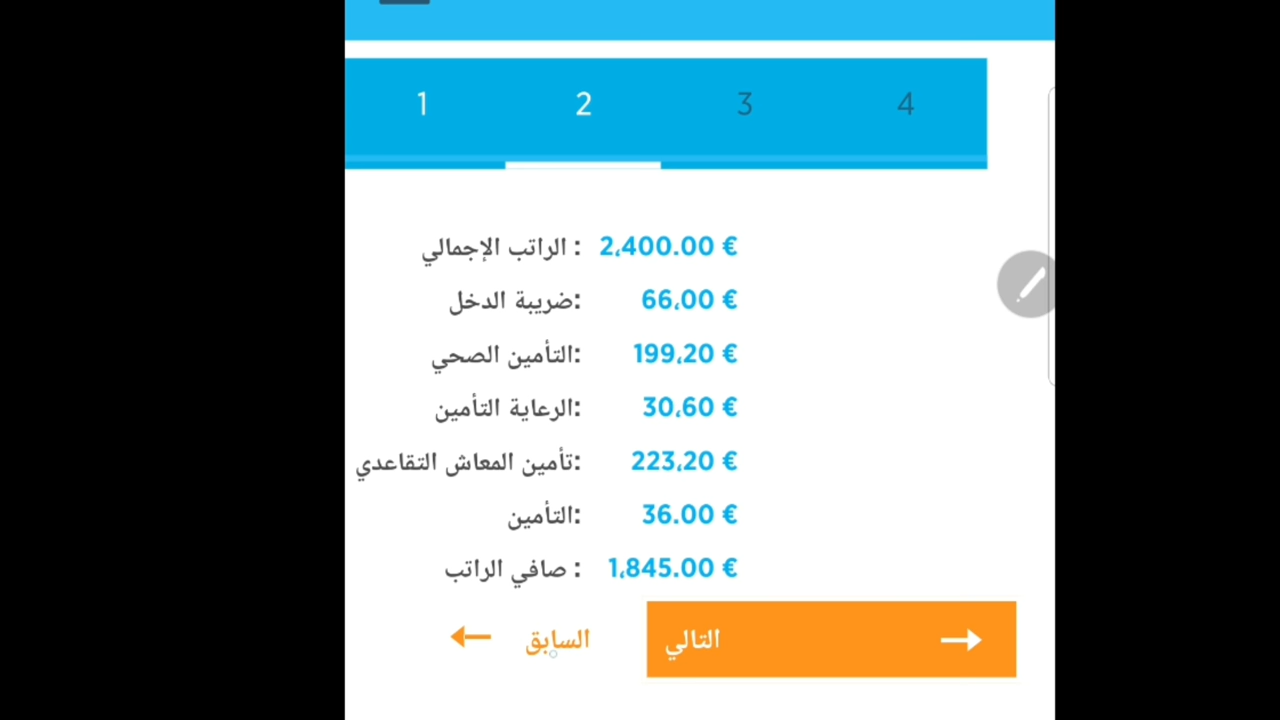 1 2 3 4
الراتب الإجمالي : 2،400.00 €
ضريبة الدخل: 66،00 €
التأمين الصحي: 199،20 €
الرعاية التأمين: 30،60 €
تأمين المعاش التقاعدي: 223،20 €
التأمين: 36.00 €
صافي الراتب : 1،845.00 €
← السابق التالي →